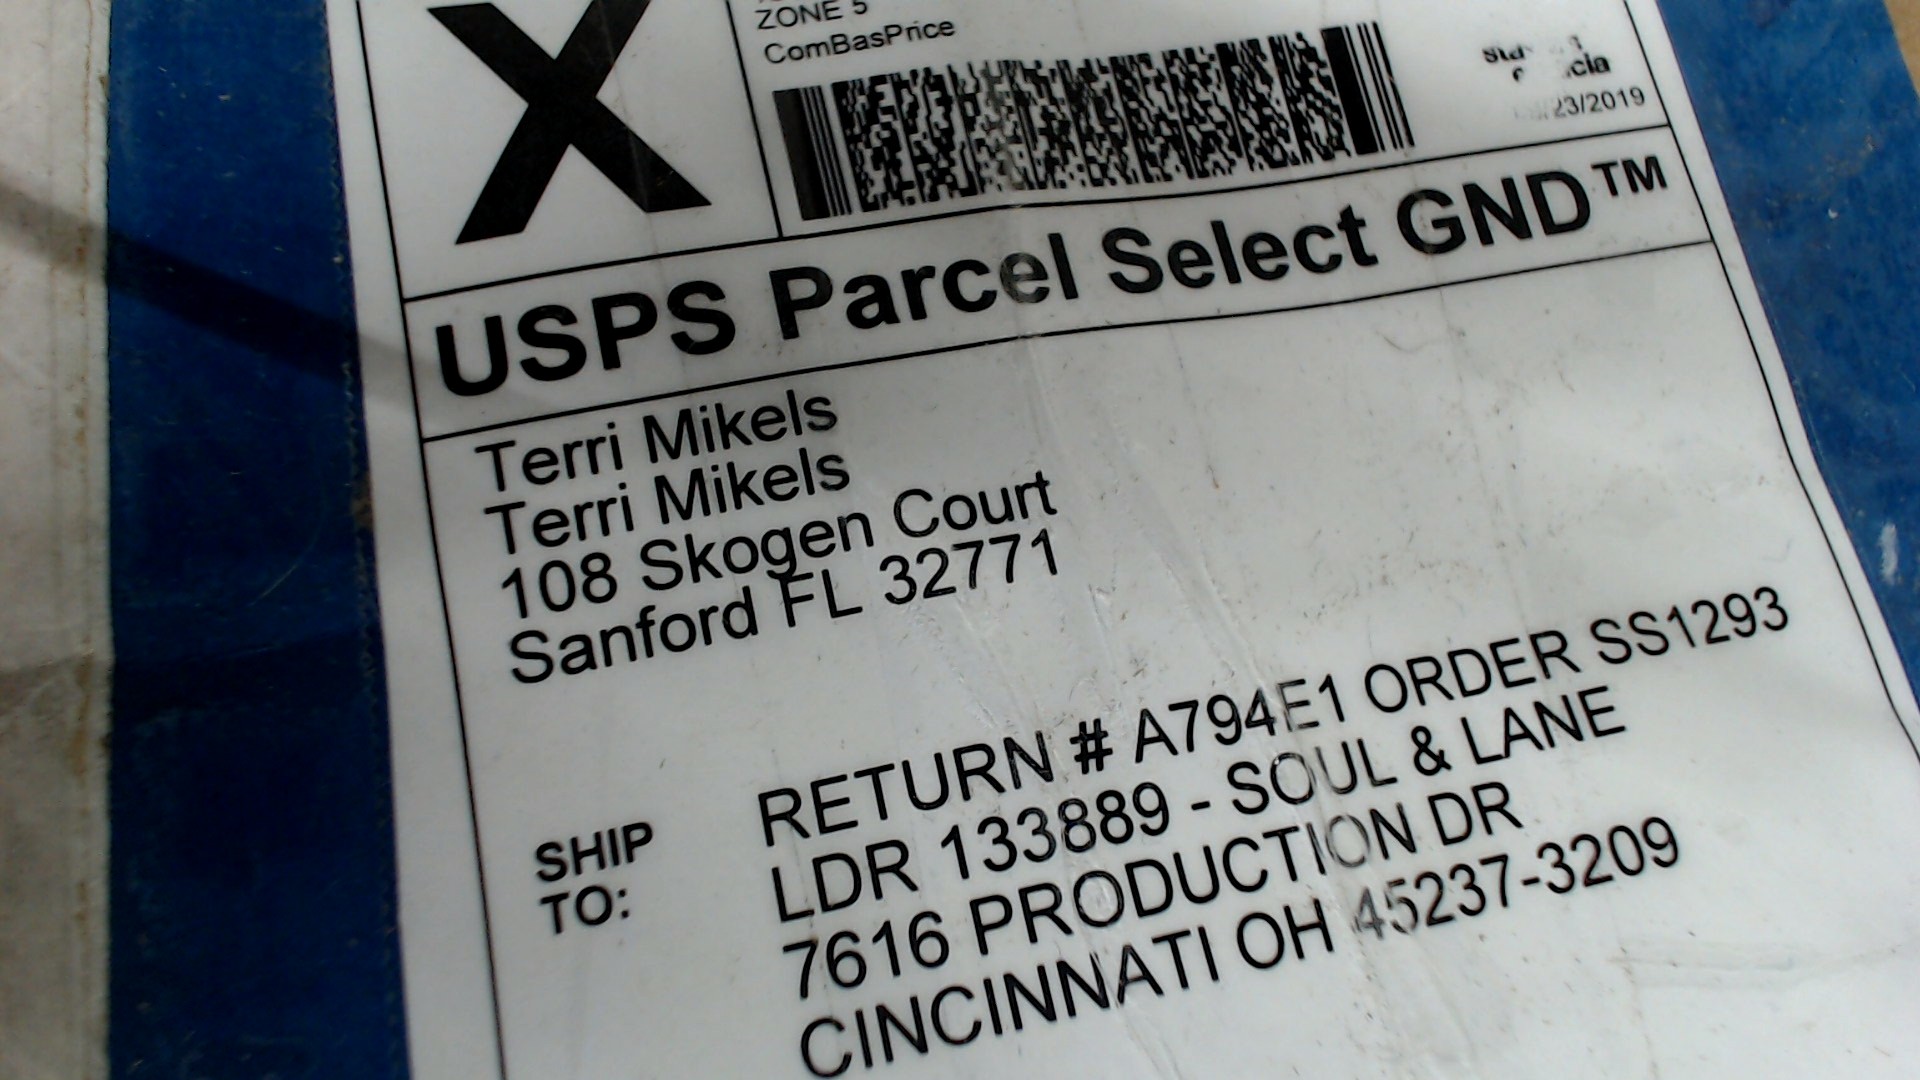 X
ZONE 5
ComBasPrice
23/2019
USPS Parcel Select GND™
Terri Mikels
Terri Mikels
108 Skogen Court
Sanford FL 32771
SHIP
TO:
RETURN # A794E1 ORDER SS1293
LDR 133889 - SOUL & LANE
7616 PRODUCTION DR
CINCINNATI OH 45237-3209